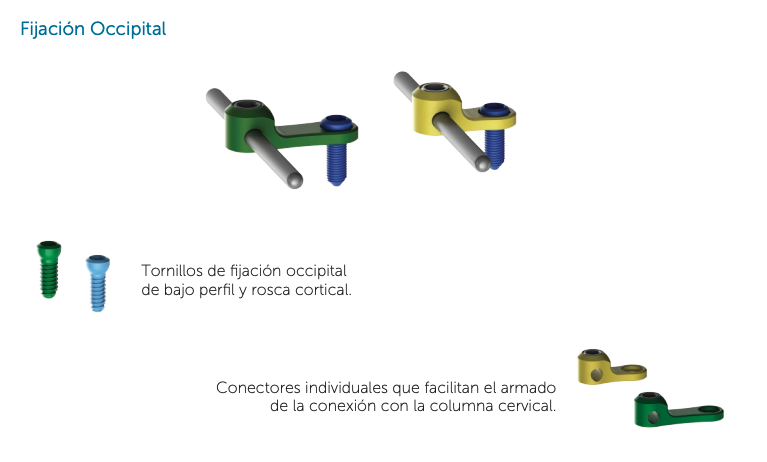 Fijación Occipital
Tornillos de fijación occipital
de bajo perfil y rosca cortical.
Conectores individuales que facilitan el armado
de la conexión con la columna cervical.